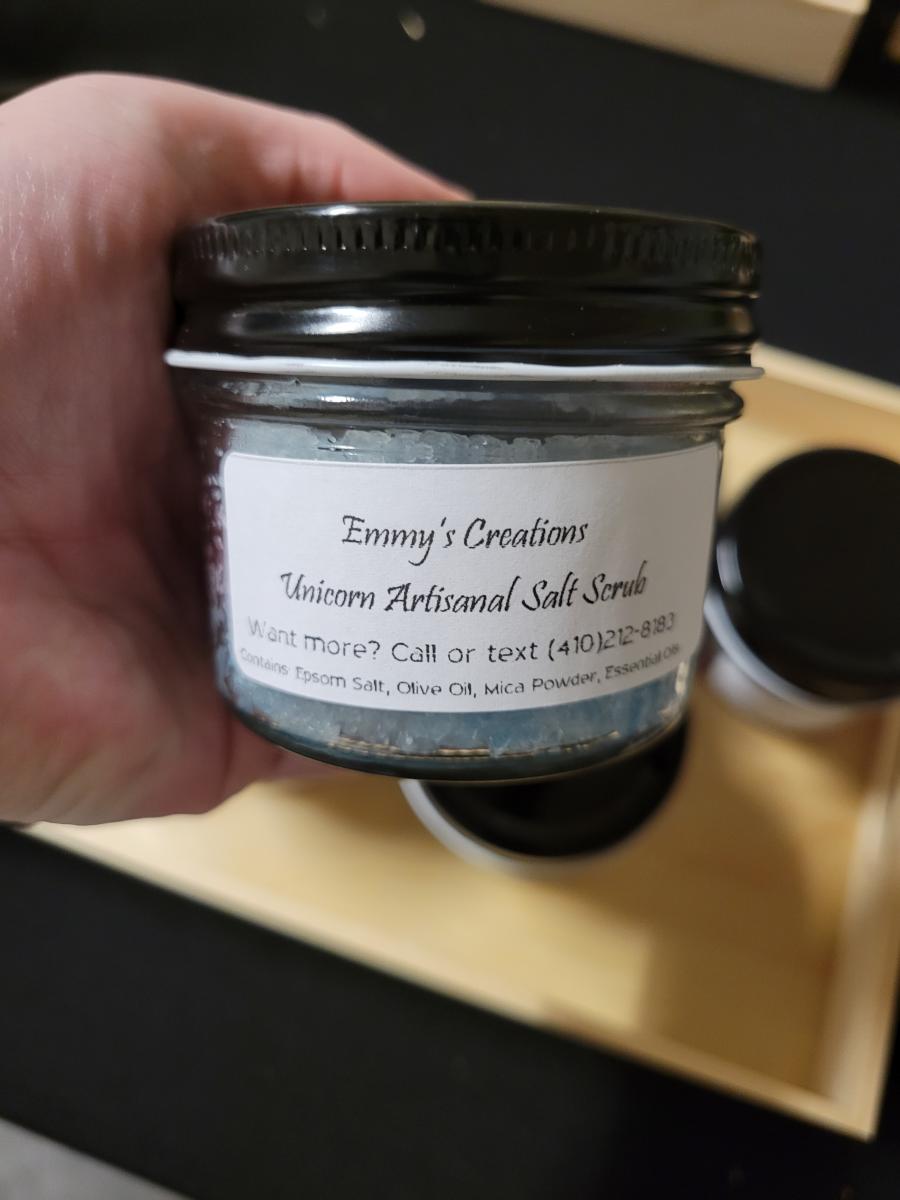 Emmy's Creations
Unicorn Artisanal Salt Scrub
Want more? Call or text (410)212-8183
Contains: Epsom Salt, Olive Oil, Mica Powder, Essential Oils